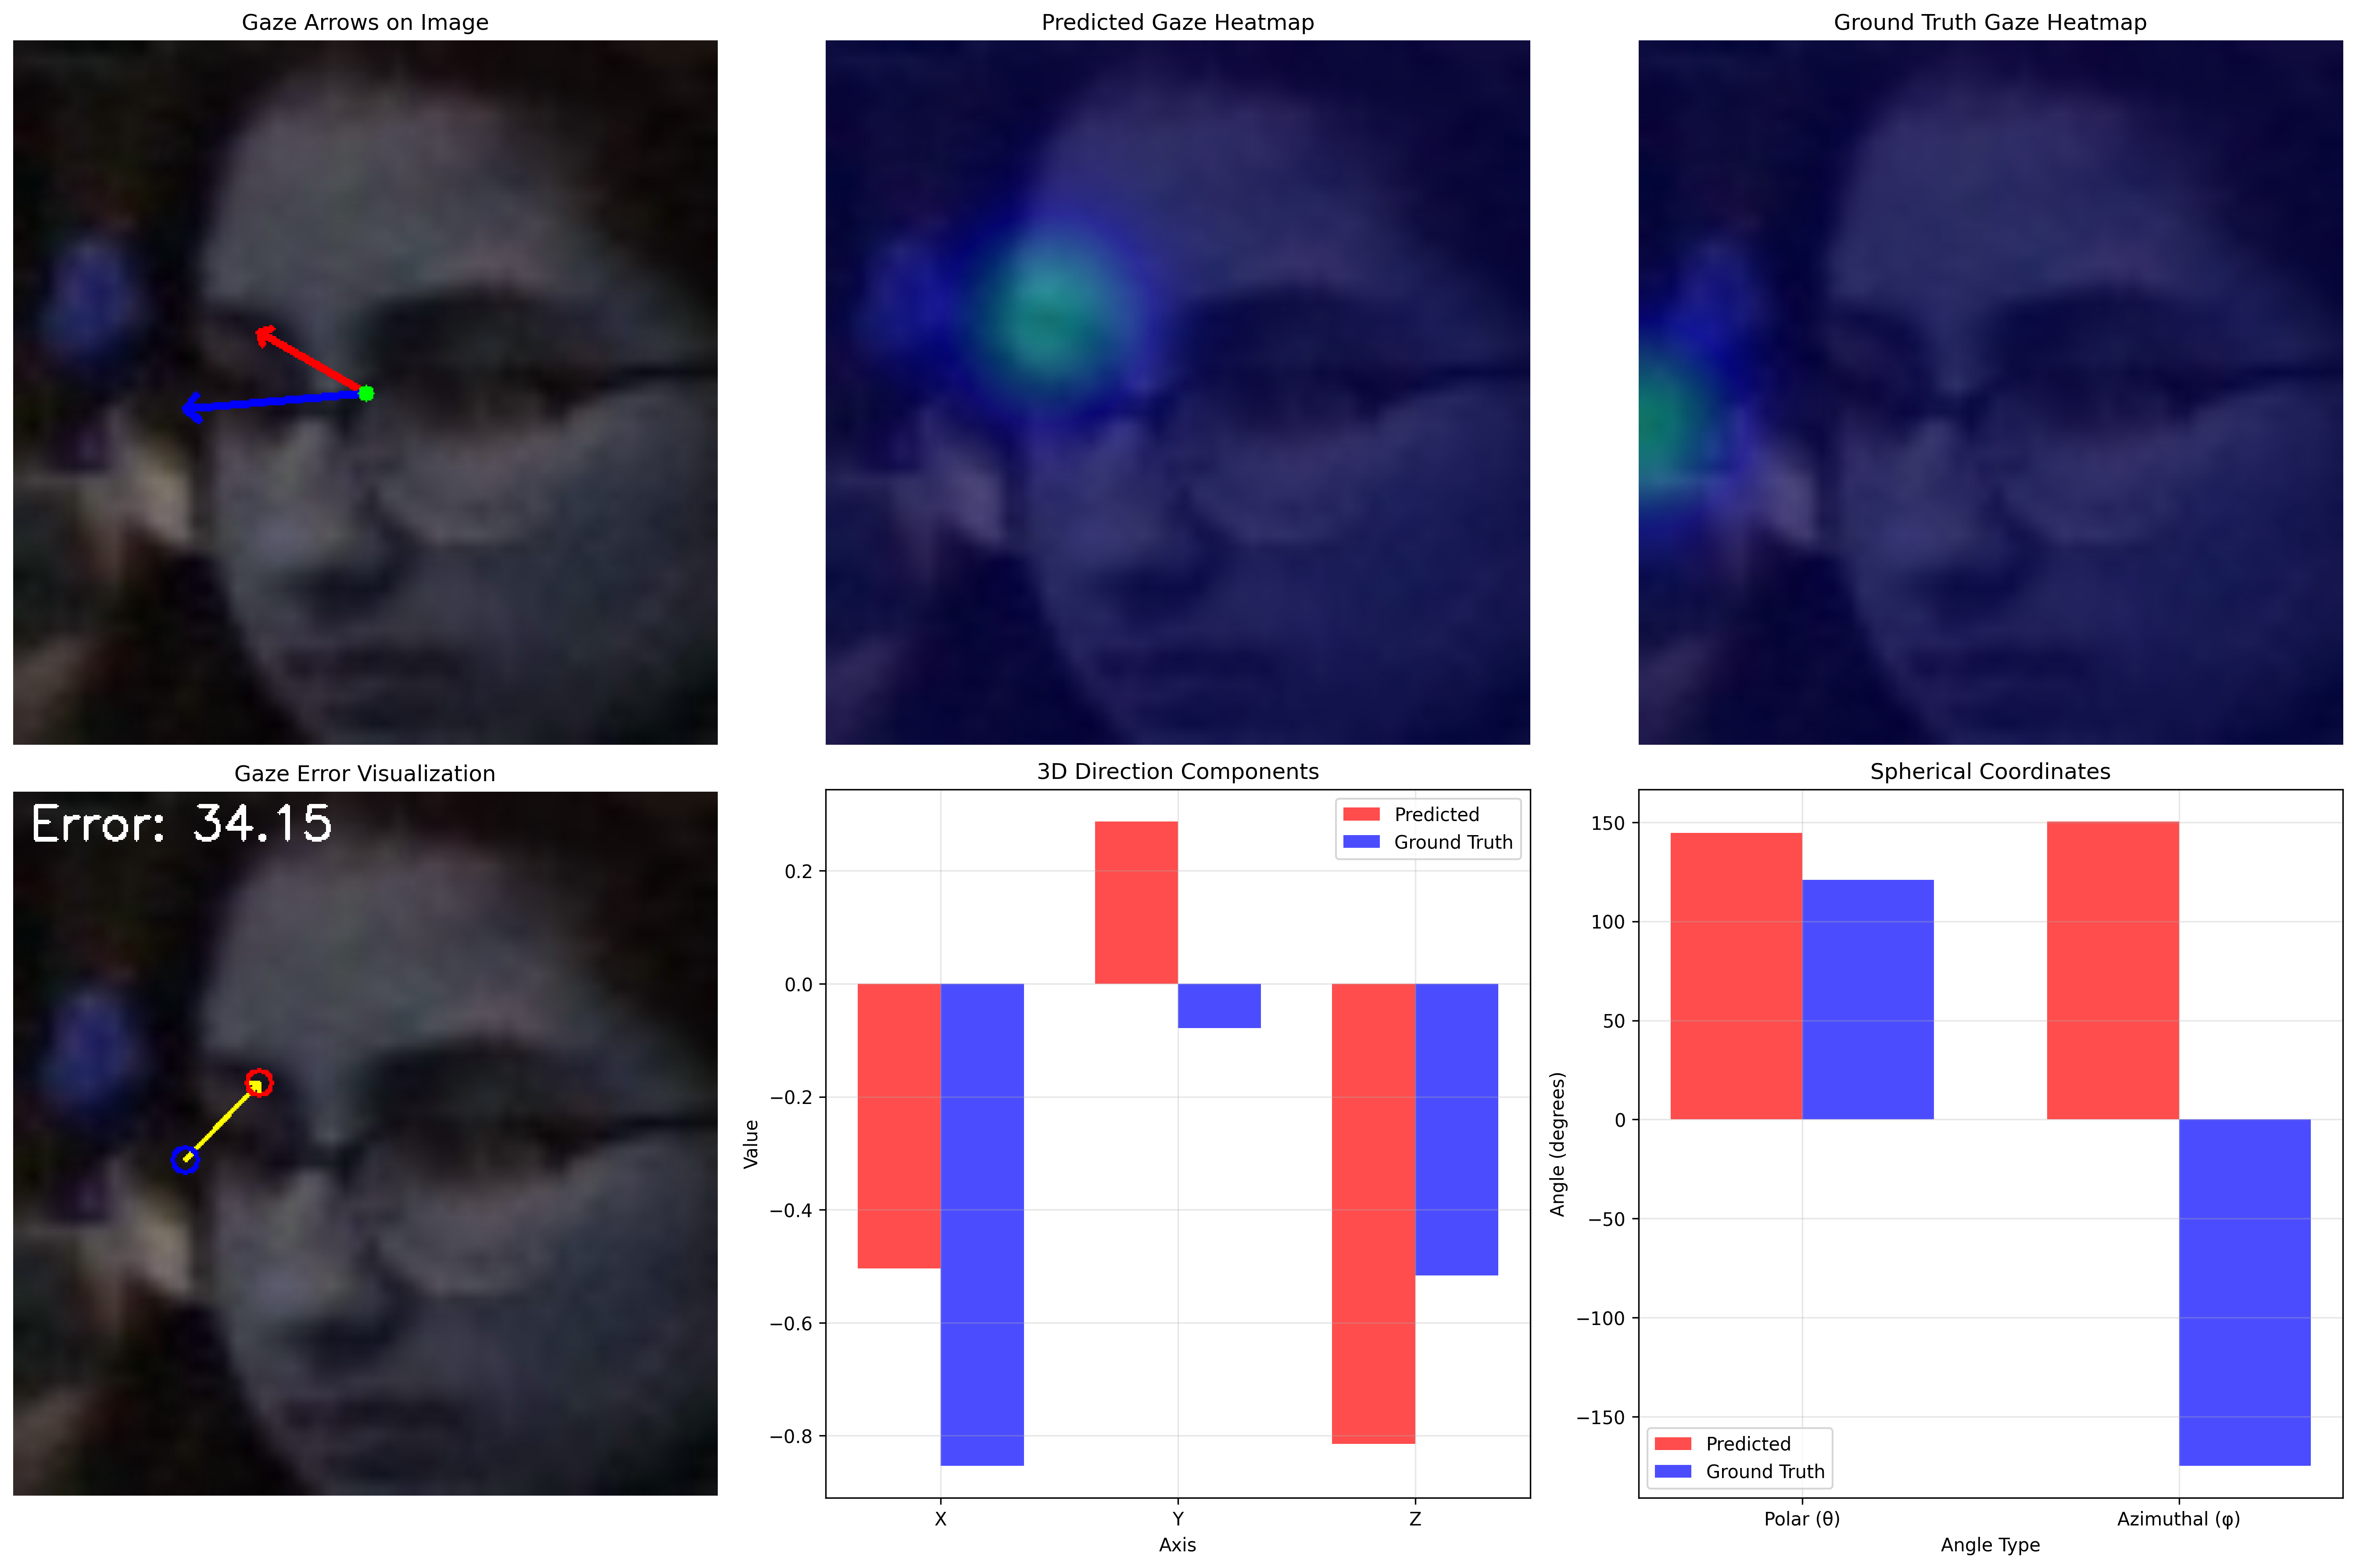 Gaze Arrows on Image
Predicted Gaze Heatmap
Ground Truth Gaze Heatmap
Gaze Error Visualization
Error: 34.15
3D Direction Components
Predicted
Ground Truth
0.2
0.0
−0.2
−0.4
−0.6
−0.8
Value
X
Y
Z
Axis
Spherical Coordinates
150
100
50
0
−50
−100
−150
Angle (degrees)
Predicted
Ground Truth
Polar (θ)
Azimuthal (φ)
Angle Type